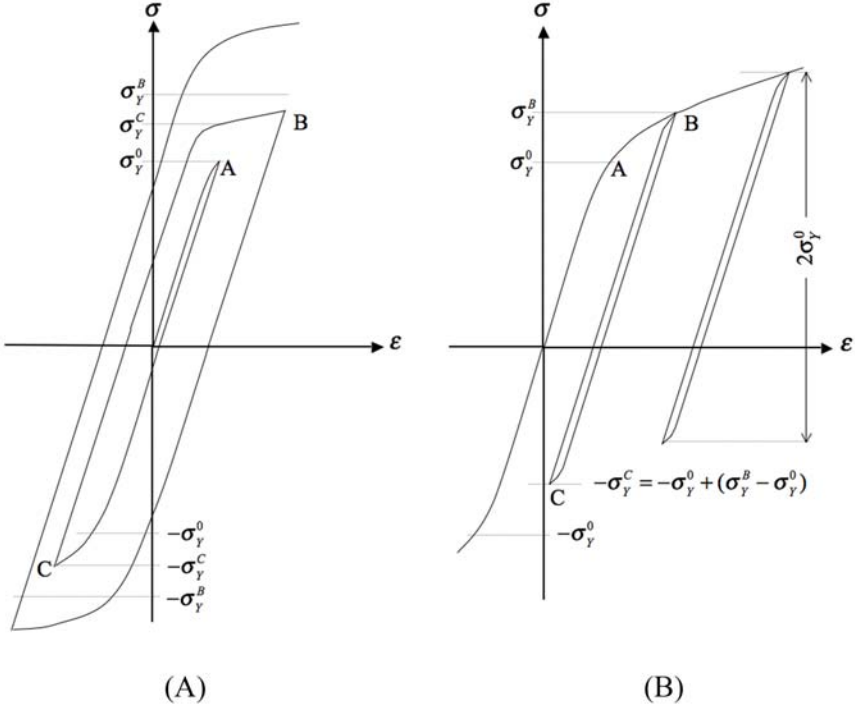 σ
σ_Y^B
σ_Y^C
σ_Y^0
B
A
ε
-σ_Y^0
C
-σ_Y^C
-σ_Y^B
(A)
σ
σ_Y^B
σ_Y^0
B
A
2σ_Y^0
ε
-σ_Y^C = -σ_Y^0 + (σ_Y^B - σ_Y^0)
C
-σ_Y^0
(B)